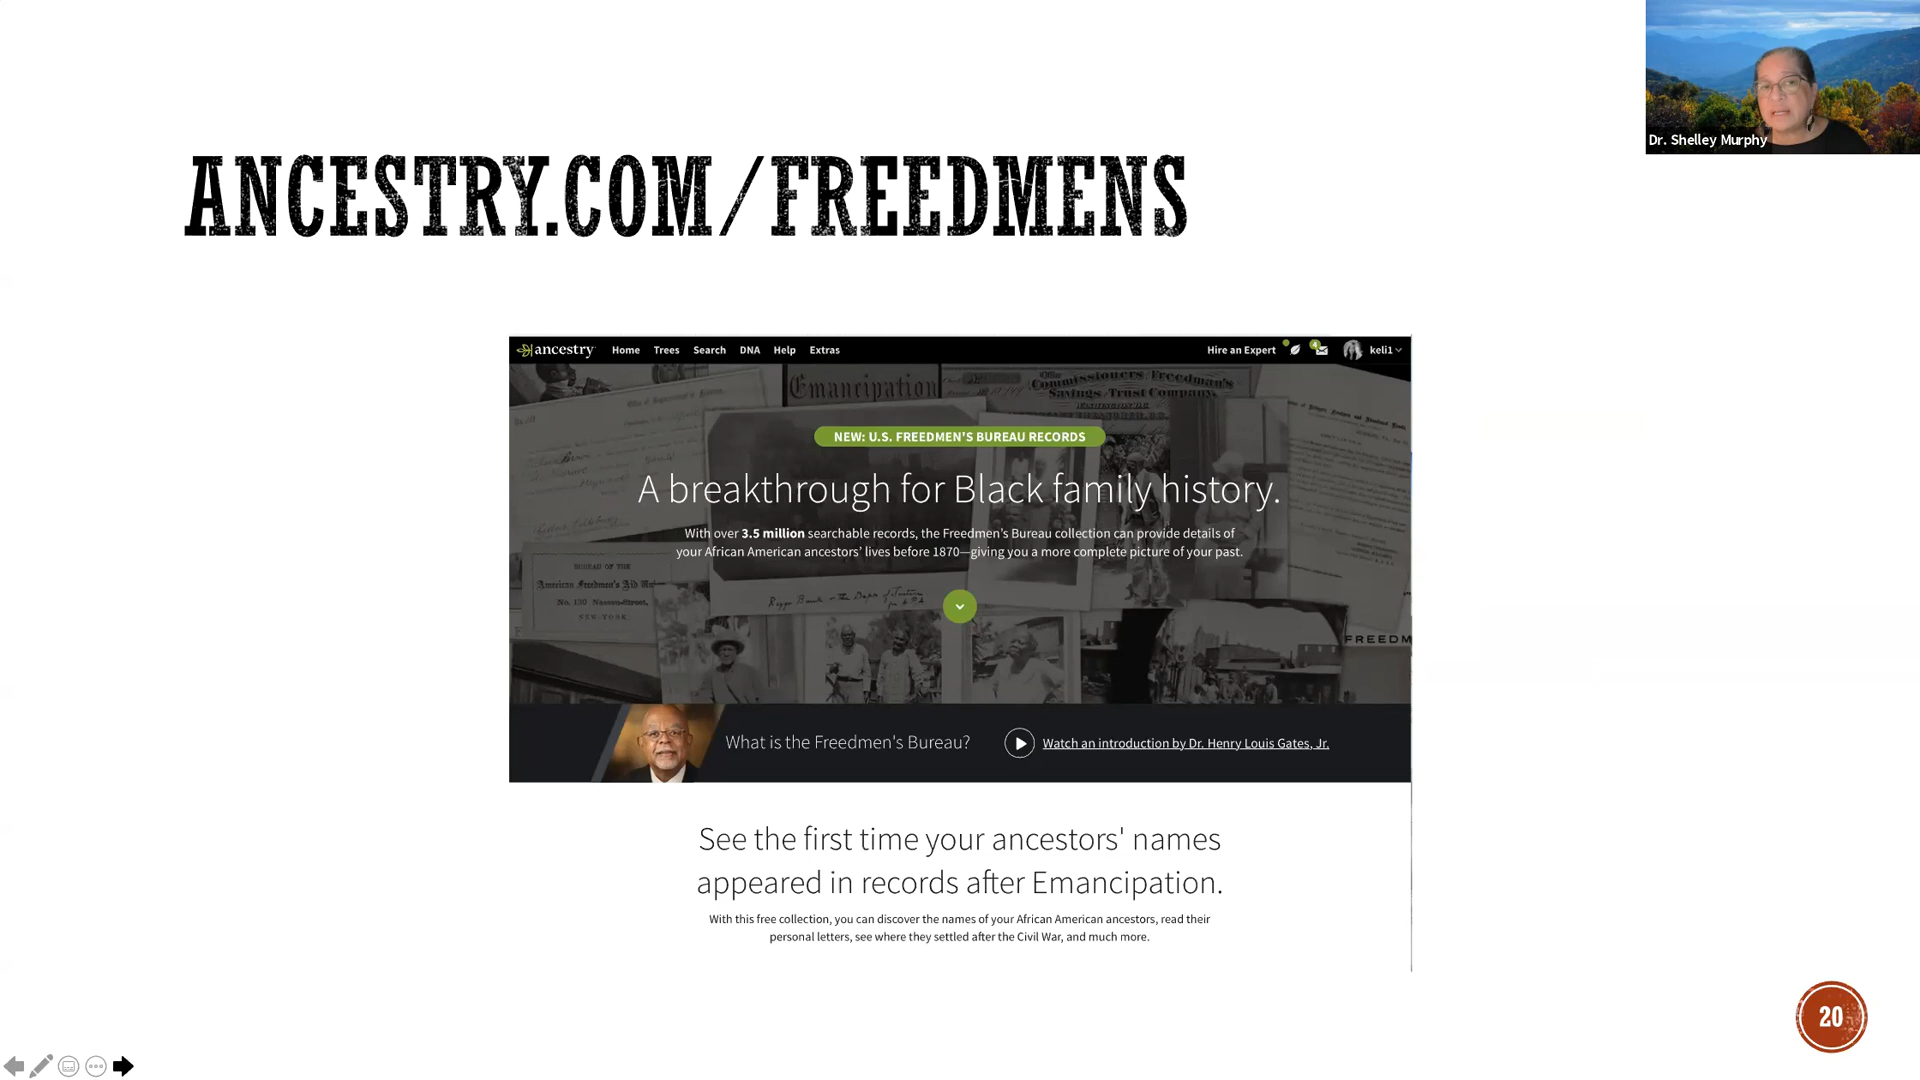 Dr. Shelley Murphy
ANCESTRY.COM/FREEDMENS
ancestry Home Trees Search DNA Help Extras Hire an Expert 4 keli1
Emancipation
Commissioners Freedman's
Savings & Trust Company.
NEW: U.S. FREEDMEN'S BUREAU RECORDS
A breakthrough for Black family history.
With over 3.5 million searchable records, the Freedmen's Bureau collection can provide details of
your African American ancestors' lives before 1870—giving you a more complete picture of your past.
BUREAU OF THE
American Freedmen's Aid
No. 130 Nassau-Street,
NEW YORK.
FREEDM
What is the Freedmen's Bureau? Watch an introduction by Dr. Henry Louis Gates, Jr.
See the first time your ancestors' names
appeared in records after Emancipation.
With this free collection, you can discover the names of your African American ancestors, read their
personal letters, see where they settled after the Civil War, and much more.
20